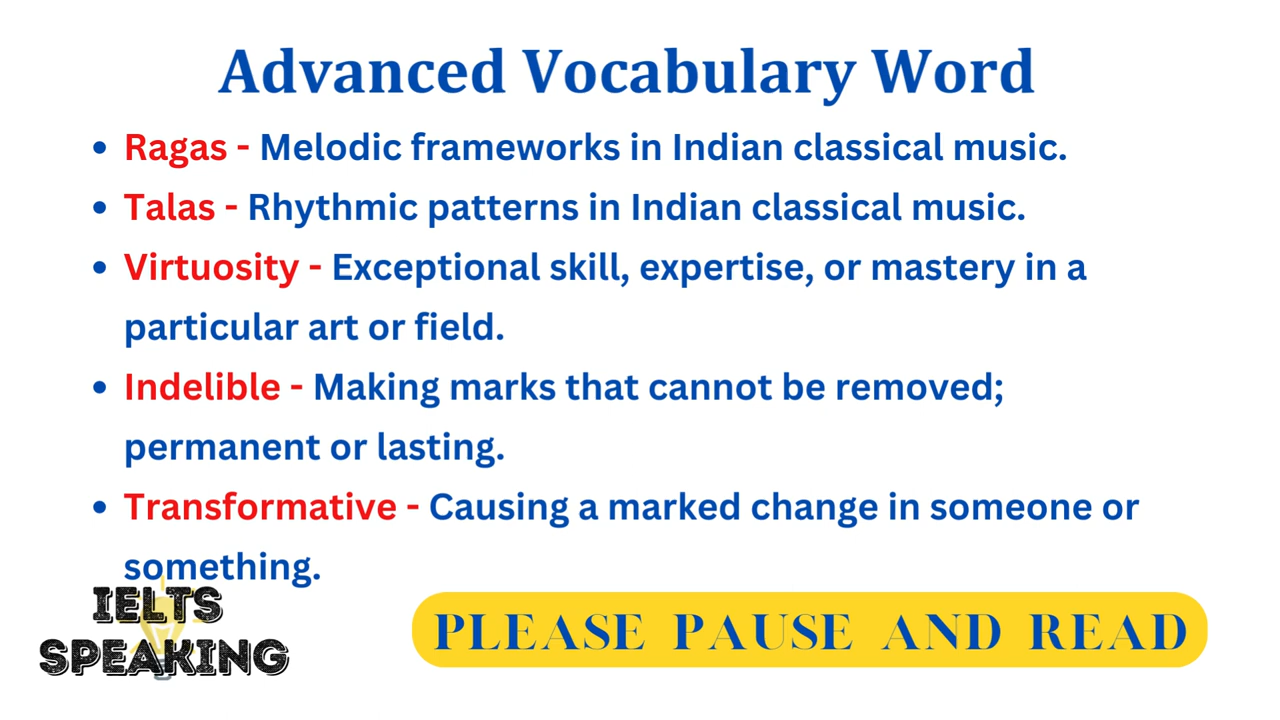 Advanced Vocabulary Word
• Ragas - Melodic frameworks in Indian classical music.
• Talas - Rhythmic patterns in Indian classical music.
• Virtuosity - Exceptional skill, expertise, or mastery in a
particular art or field.
• Indelible - Making marks that cannot be removed;
permanent or lasting.
• Transformative - Causing a marked change in someone or
something.
IELTS
SPEAKING
PLEASE PAUSE AND READ